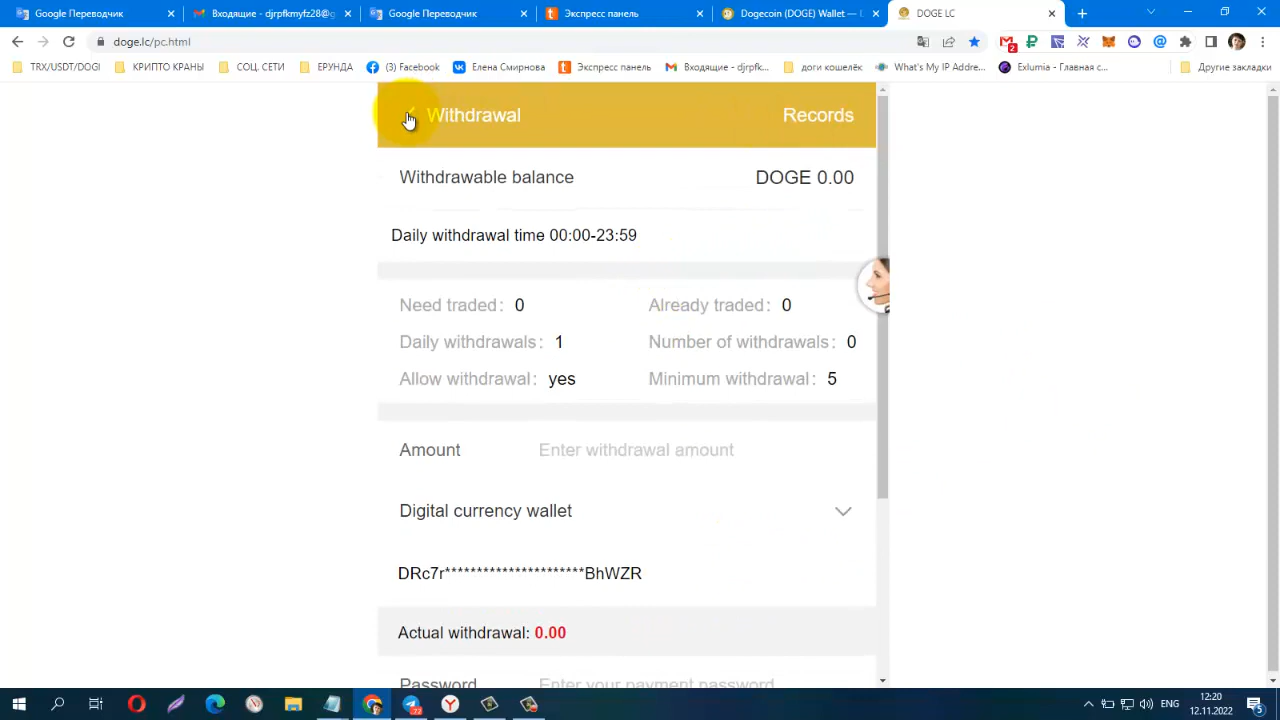 Google Переводчик
Входящие - djrpfkmyfz28@g
Google Переводчик
Экспресс панель
Dogecoin (DOGE) Wallet — I
DOGE LC
doge.lc/pc.html
2
TRX/USDT/DOGI
КРИПТО КРАНЫ
СОЦ. СЕТИ
ЕРУНДА
(3) Facebook
Елена Смирнова
Экспресс панель
Входящие - djrpfk...
доги кошелёк
What's My IP Addre...
Exlumia - Главная с...
Другие закладки
Withdrawal
Records
Withdrawable balance
DOGE 0.00
Daily withdrawal time 00:00-23:59
Need traded: 0
Already traded: 0
Daily withdrawals: 1
Number of withdrawals: 0
Allow withdrawal: yes
Minimum withdrawal: 5
Amount
Enter withdrawal amount
Digital currency wallet
DRc7r**********************BhWZR
Actual withdrawal: 0.00
Password
Enter your payment password
ENG
12:20
12.11.2022
5